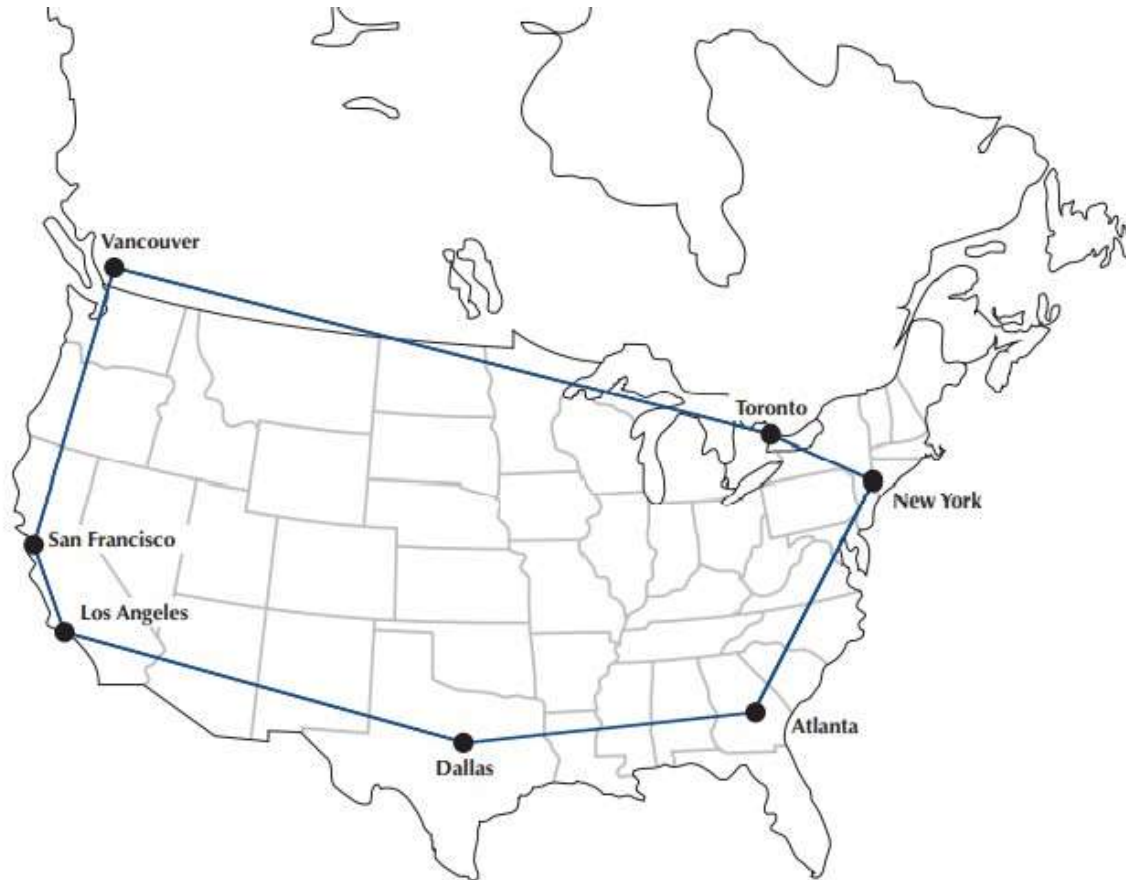 Vancouver
Toronto
New York
San Francisco
Los Angeles
Atlanta
Dallas